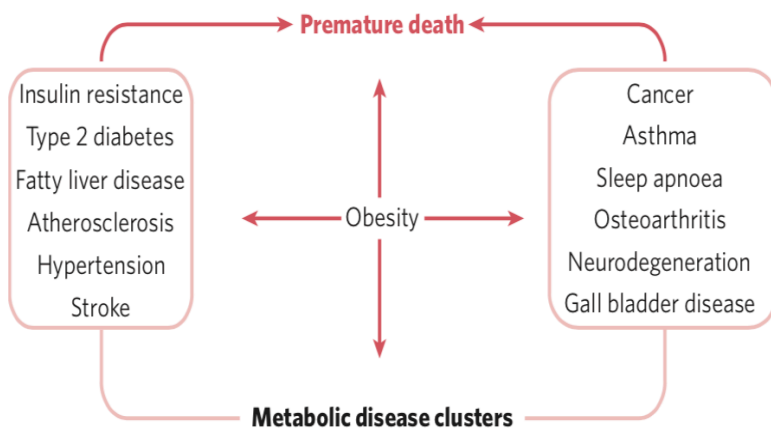 Premature death
Insulin resistance
Type 2 diabetes
Fatty liver disease
Atherosclerosis
Hypertension
Stroke
Obesity
Cancer
Asthma
Sleep apnoea
Osteoarthritis
Neurodegeneration
Gall bladder disease
Metabolic disease clusters